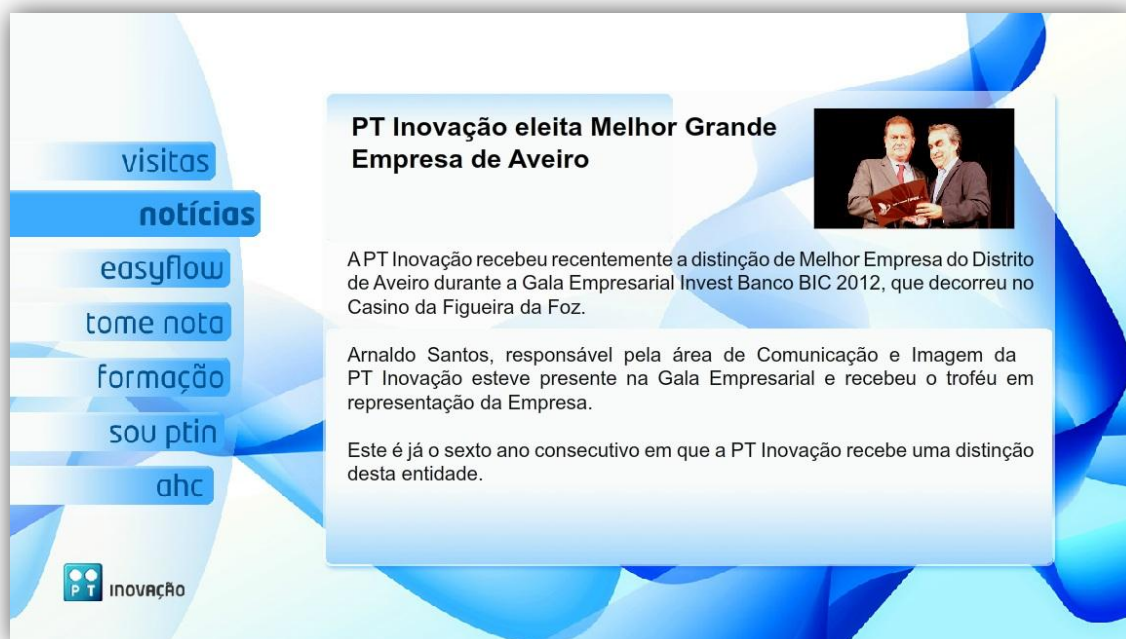 visitas
notícias
easyflow
tome nota
formação
sou ptin
ahc
PT Inovação
PT Inovação eleita Melhor Grande
Empresa de Aveiro
A PT Inovação recebeu recentemente a distinção de Melhor Empresa do Distrito
de Aveiro durante a Gala Empresarial Invest Banco BIC 2012, que decorreu no
Casino da Figueira da Foz.
Arnaldo Santos, responsável pela área de Comunicação e Imagem da
PT Inovação esteve presente na Gala Empresarial e recebeu o troféu em
representação da Empresa.
Este é já o sexto ano consecutivo em que a PT Inovação recebe uma distinção
desta entidade.